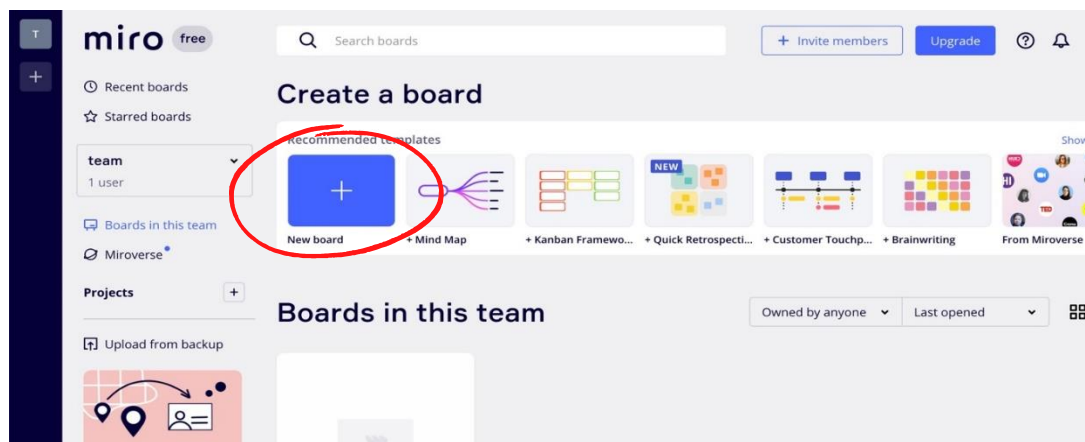 T
miro free
Search boards
+ Invite members
Upgrade
Recent boards
Starred boards
team
1 user
Boards in this team
Miroverse
Projects
Upload from backup
Create a board
Recommended templates
Show
NEW
New board
+ Mind Map
+ Kanban Framewo...
+ Quick Retrospecti...
+ Customer Touchp...
+ Brainwriting
From Miroverse
HI
TED
Boards in this team
Owned by anyone
Last opened